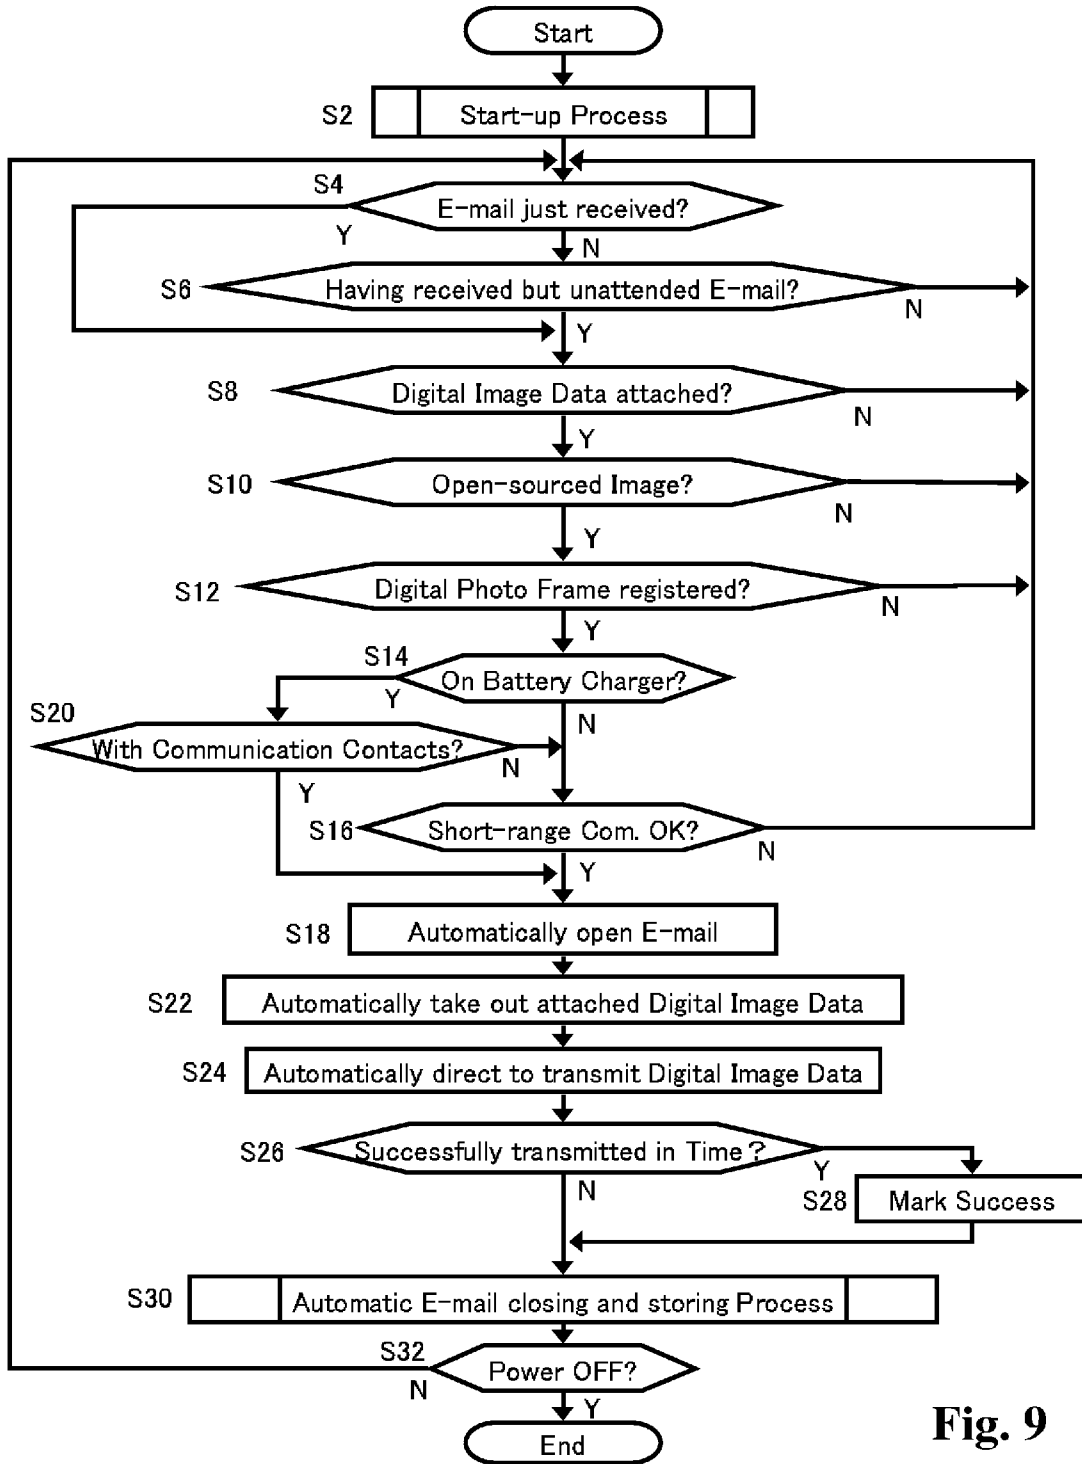 Start
S2 Start-up Process
S4
E-mail just received?
Y
N
S6 Having received but unattended E-mail?
N
Y
S8 Digital Image Data attached?
N
Y
S10 Open-sourced Image?
N
Y
S12 Digital Photo Frame registered?
N
Y
S14
On Battery Charger?
Y
N
S20
With Communication Contacts?
N
Y
S16 Short-range Com. OK?
N
Y
S18 Automatically open E-mail
S22 Automatically take out attached Digital Image Data
S24 Automatically direct to transmit Digital Image Data
S26 Successfully transmitted in Time?
Y
N
S28 Mark Success
S30 Automatic E-mail closing and storing Process
S32
Power OFF?
N
Y
End
Fig. 9